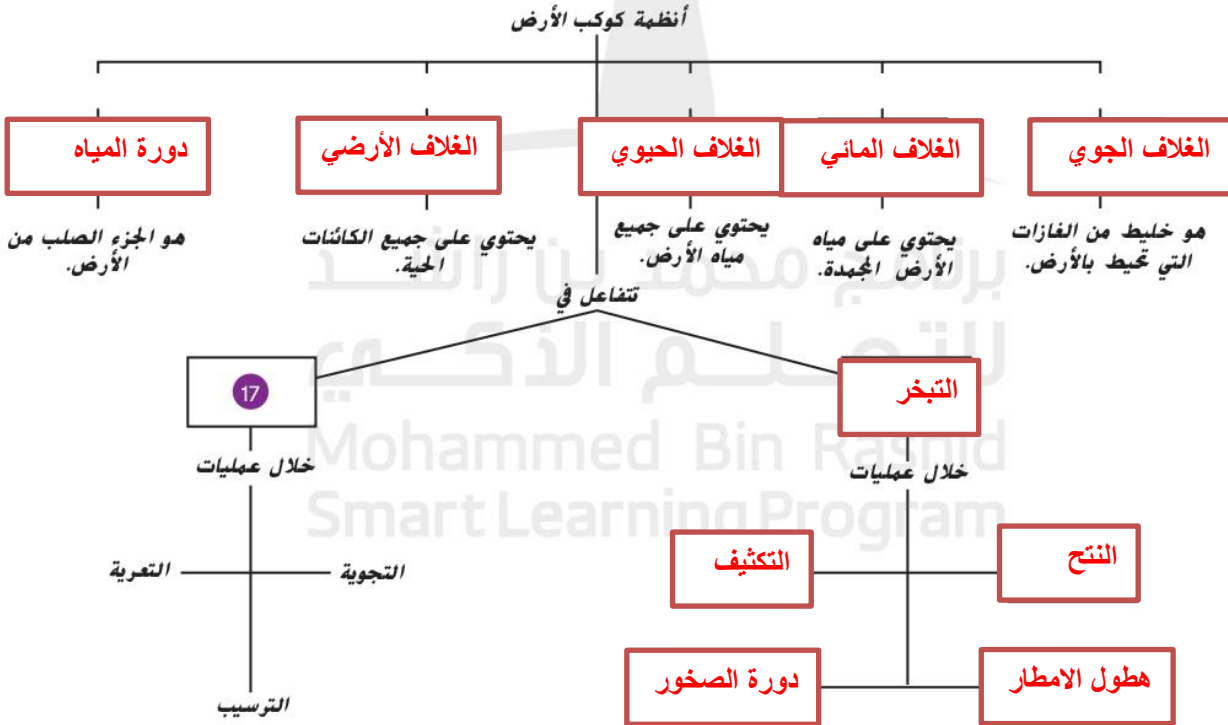 أنظمة كوكب الأرض
الغلاف الجوي
الغلاف المائي
الغلاف الحيوي
الغلاف الأرضي
دورة المياه
هو خليط من الغازات
التي تحيط بالأرض.
يحتوي على مياه
الأرض المجمدة.
يحتوي على جميع
مياه الأرض.
يحتوي على جميع الكائنات
الحية.
هو الجزء الصلب من
الأرض.
برنامج محمد بن راشد
للتعلم الذكي
Mohammed Bin Rashid
Smart Learning Program
تتفاعل في
التبخر
17
خلال عمليات
خلال عمليات
النتح
التكثيف
التجوية
التعرية
هطول الامطار
دورة الصخور
الترسيب